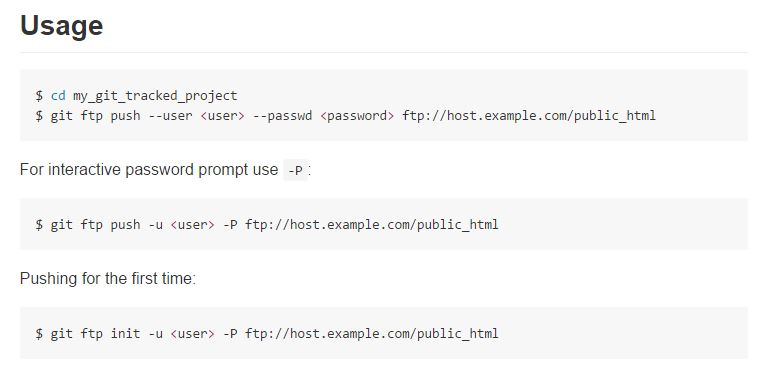 Usage
$ cd my_git_tracked_project
$ git ftp push --user <user> --passwd <password> ftp://host.example.com/public_html
For interactive password prompt use -P:
$ git ftp push -u <user> -P ftp://host.example.com/public_html
Pushing for the first time:
$ git ftp init -u <user> -P ftp://host.example.com/public_html